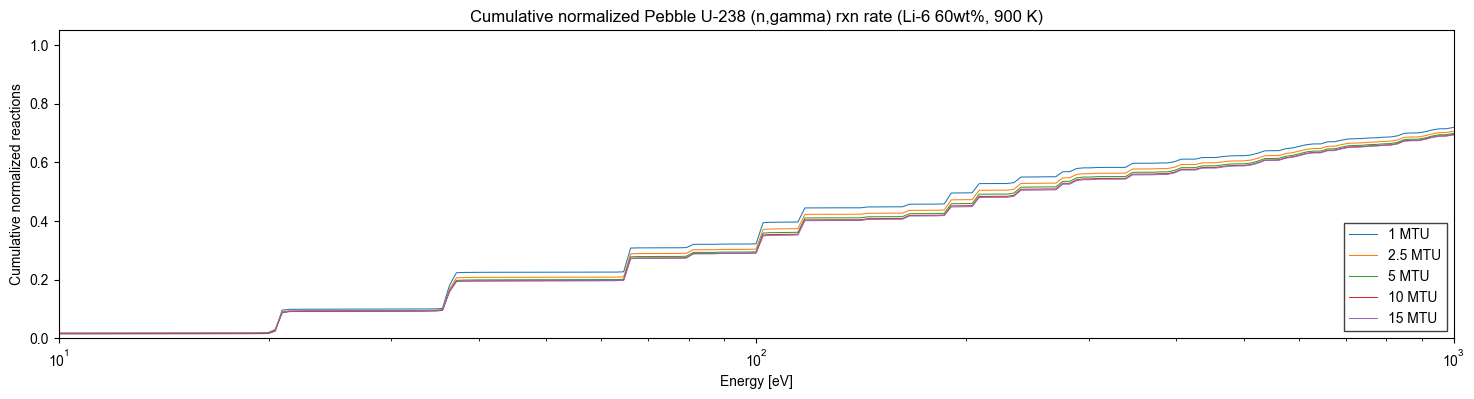 Cumulative normalized Pebble U-238 (n,gamma) rxn rate (Li-6 60wt%, 900 K)
Cumulative normalized reactions
1.0
0.8
0.6
0.4
0.2
0.0
10¹
10²
10³
Energy [eV]
1 MTU
2.5 MTU
5 MTU
10 MTU
15 MTU